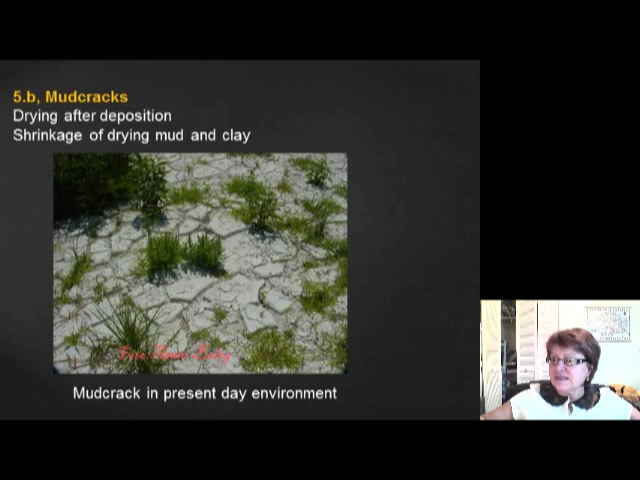 5.b, Mudcracks
Drying after deposition
Shrinkage of drying mud and clay
Mudcrack in present day environment